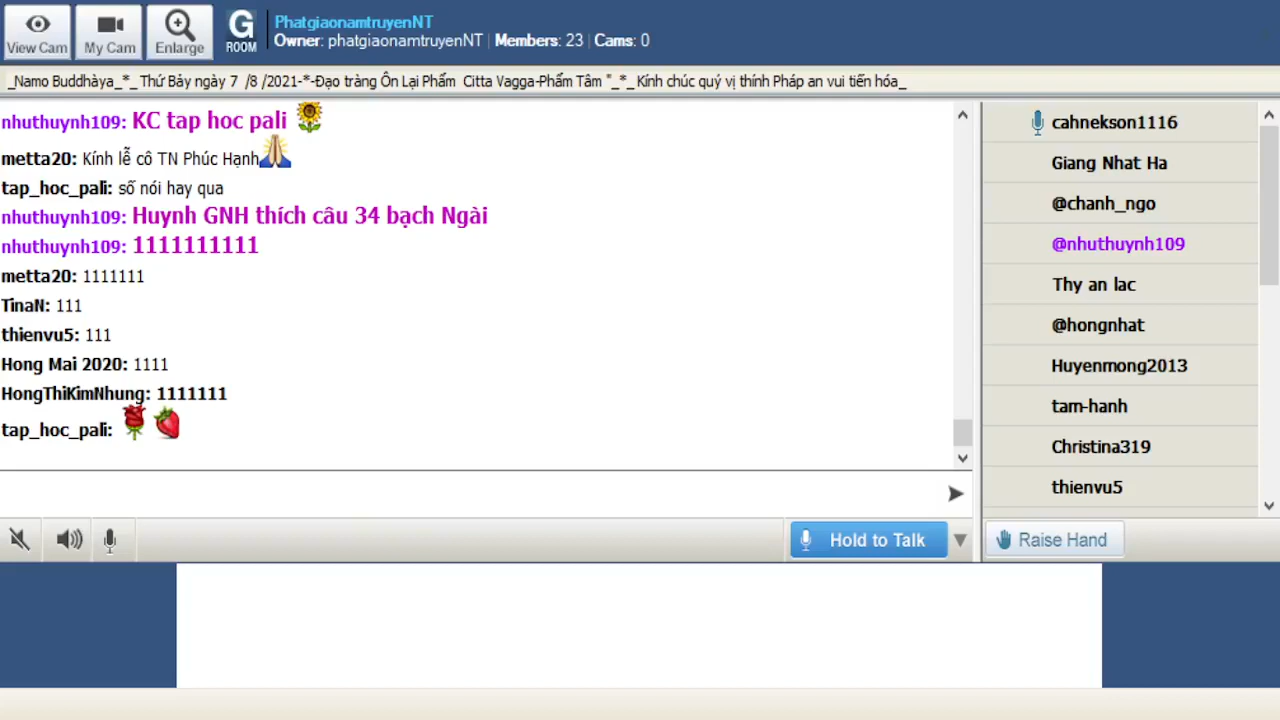 View Cam
My Cam
Enlarge
G
ROOM
PhatgiaonamtruyenNT
Owner: phatgiaonamtruyenNT | Members: 23 | Cams: 0
_Namo Buddhàya_*_Thứ Bảy ngày 7 /8 /2021-*-Đạo tràng Ôn Lại Phẩm Citta Vagga-Phẩm Tâm "_*_Kính chúc quý vị thính Pháp an vui tiến hóa_
nhuthuynh109: KC tap hoc pali
metta20: Kính lễ cô TN Phúc Hạnh
tap_hoc_pali: số nói hay qua
nhuthuynh109: Huynh GNH thích câu 34 bạch Ngài
nhuthuynh109: 1111111111
metta20: 1111111
TinaN: 111
thienvu5: 111
Hong Mai 2020: 1111
HongThiKimNhung: 1111111
tap_hoc_pali:
cahnekson1116
Giang Nhat Ha
@chanh_ngo
@nhuthuynh109
Thy an lac
@hongnhat
Huyenmong2013
tam-hanh
Christina319
thienvu5
Hold to Talk
Raise Hand